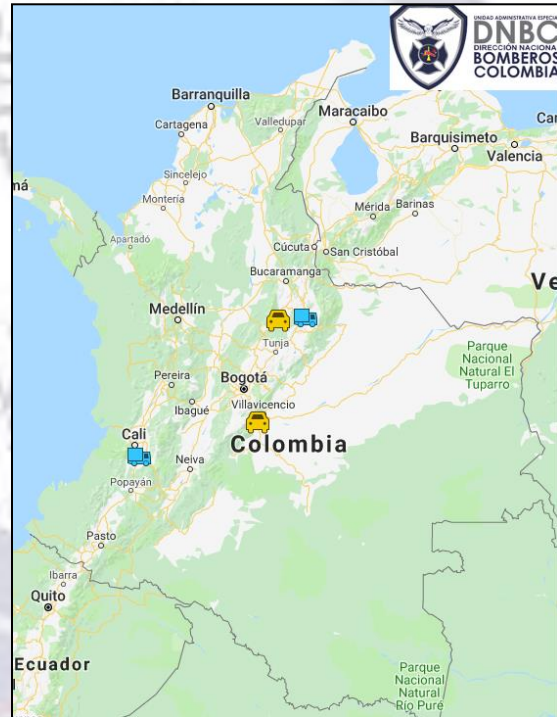 UNIDAD ADMINISTRATIVA ESPECIAL
DNBC
DIRECCIÓN NACIONAL
BOMBEROS
COLOMBIA
Barranquilla
Maracaibo
Cartagena
Valledupar
Barquisimeto
Valencia
Sincelejo
Montería
Mérida
Barinas
Apartadó
Cúcuta
San Cristóbal
Bucaramanga
Medellín
Tunja
Parque
Nacional
Natural El
Tuparro
Pereira
Bogotá
Ibagué
Villavicencio
Cali
Colombia
Neiva
Popayán
Pasto
Ibarra
Quito
Ecuador
Parque
Nacional
Natural
Río Puré